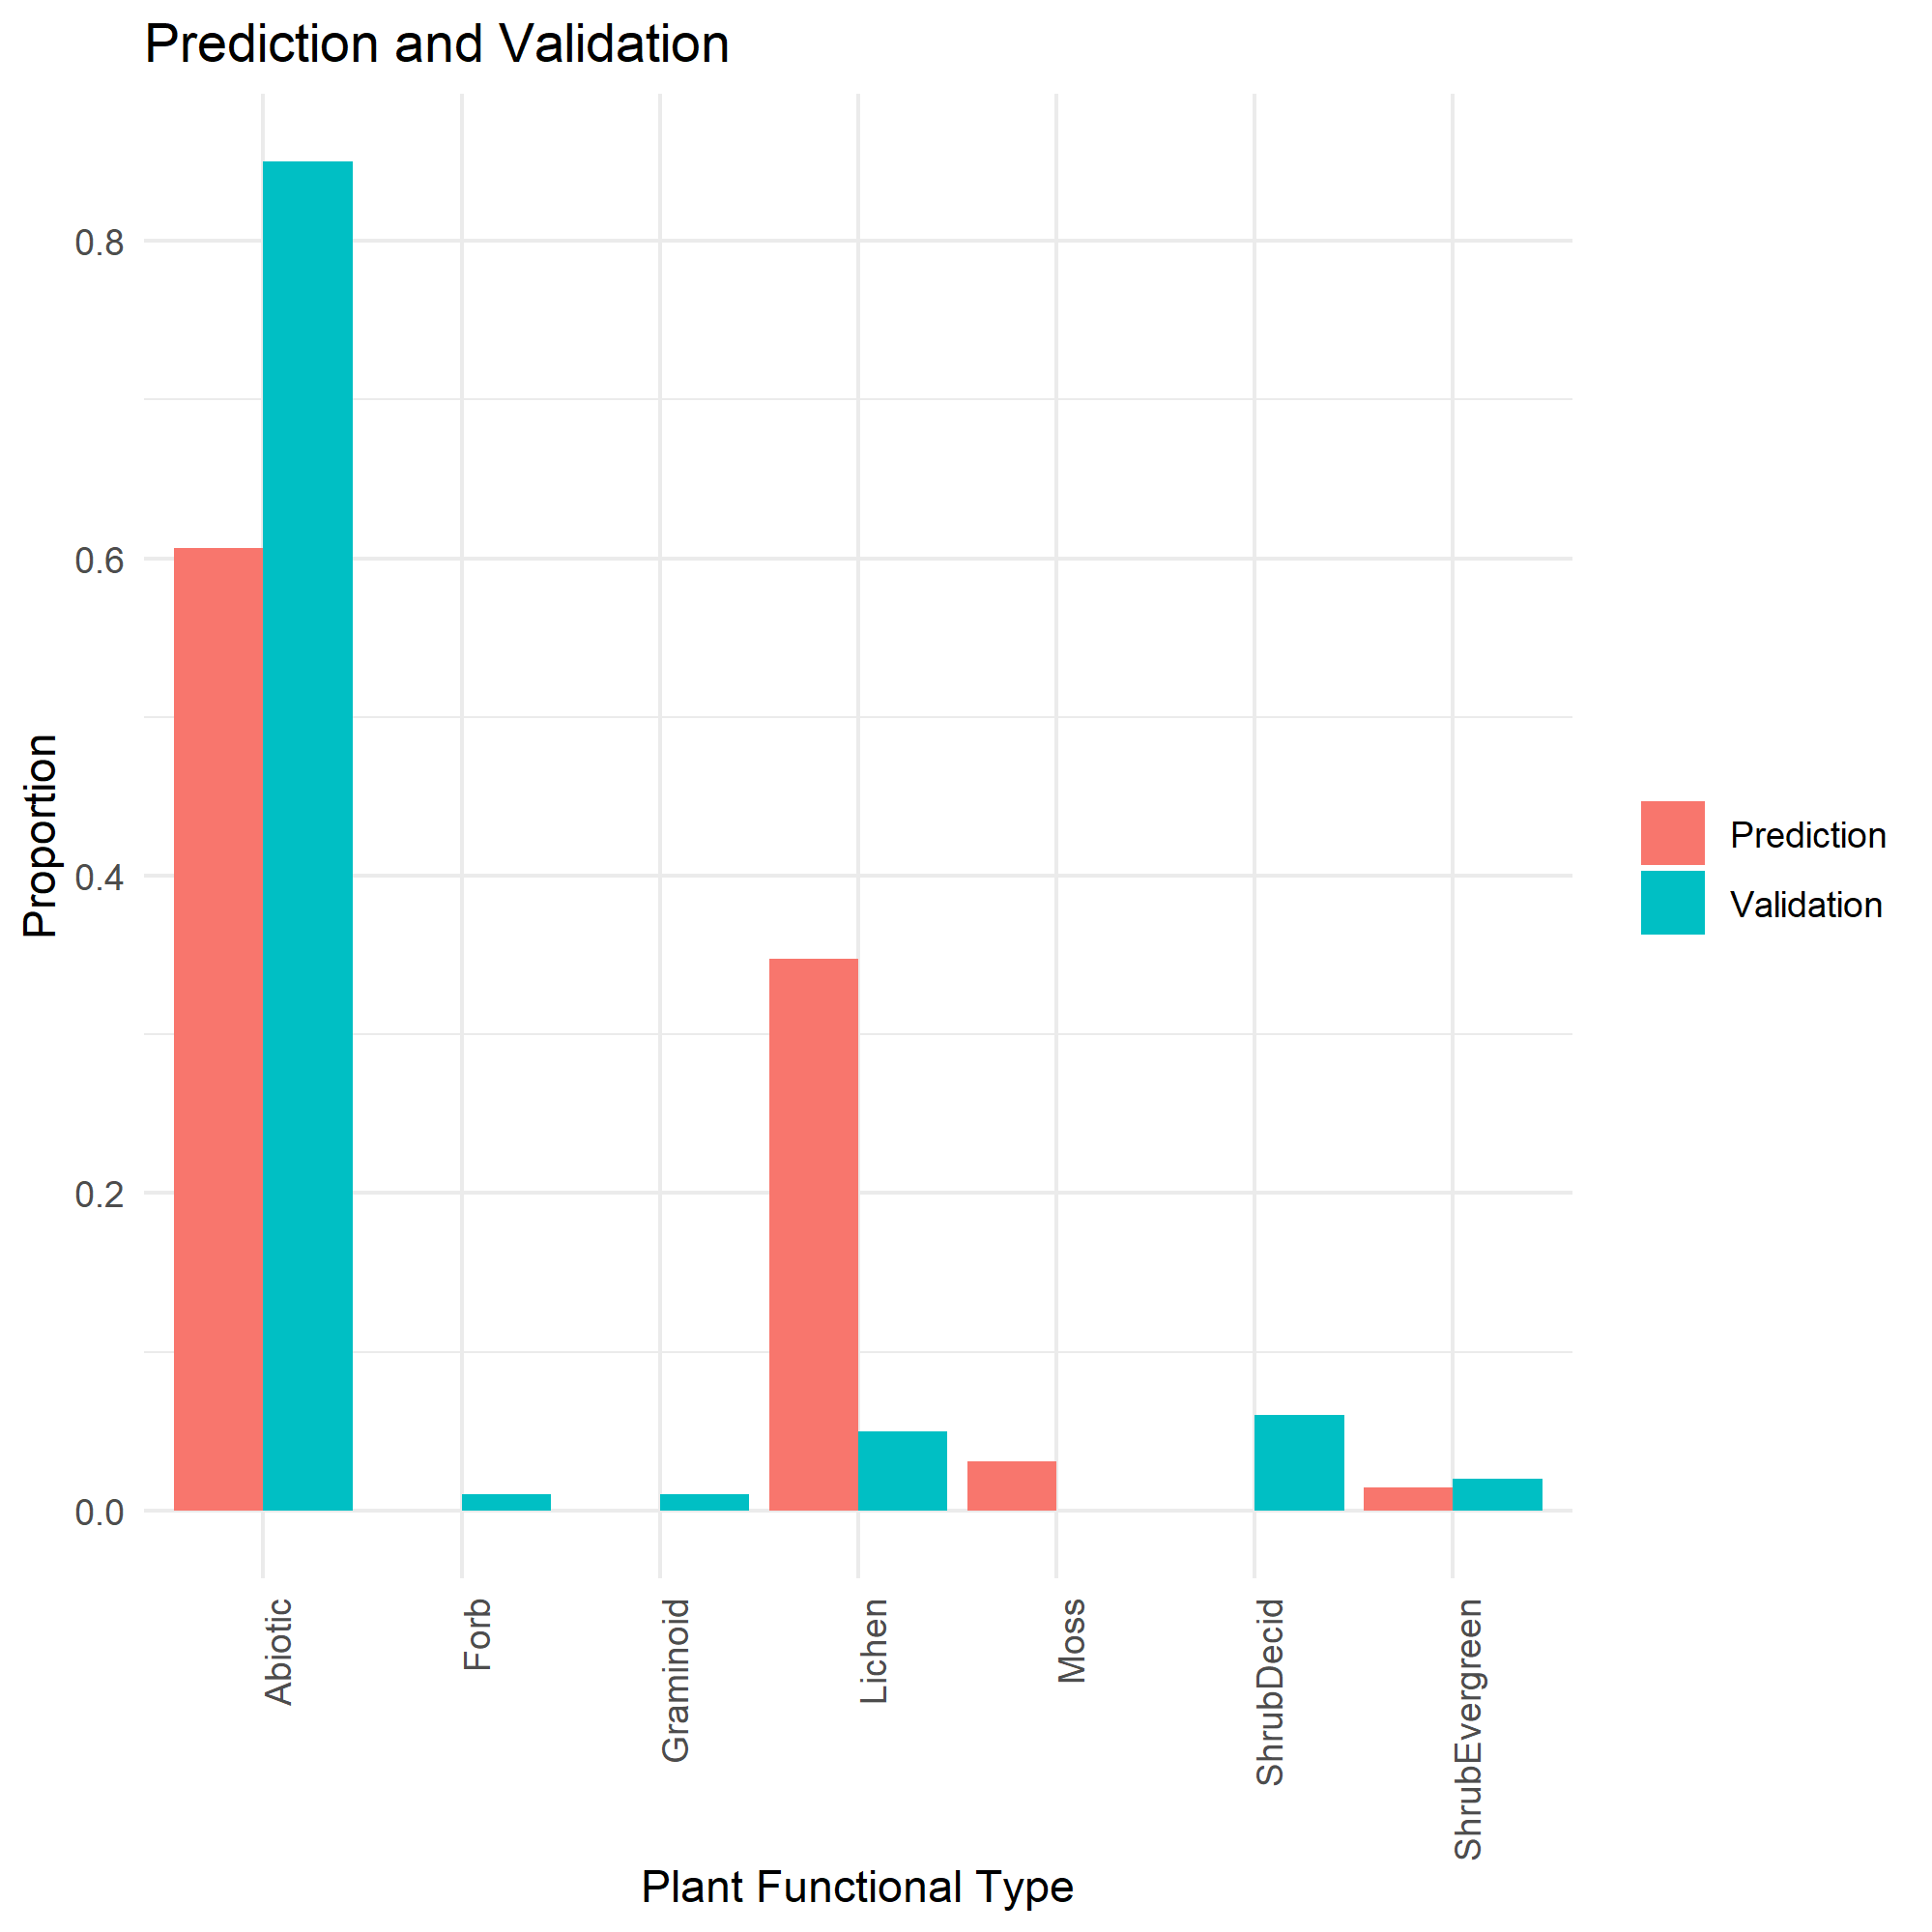 Prediction and Validation
Proportion
0.8
0.6
0.4
0.2
0.0
Abiotic
Forb
Graminoid
Lichen
Moss
ShrubDecid
ShrubEvergreen
Plant Functional Type
Prediction
Validation